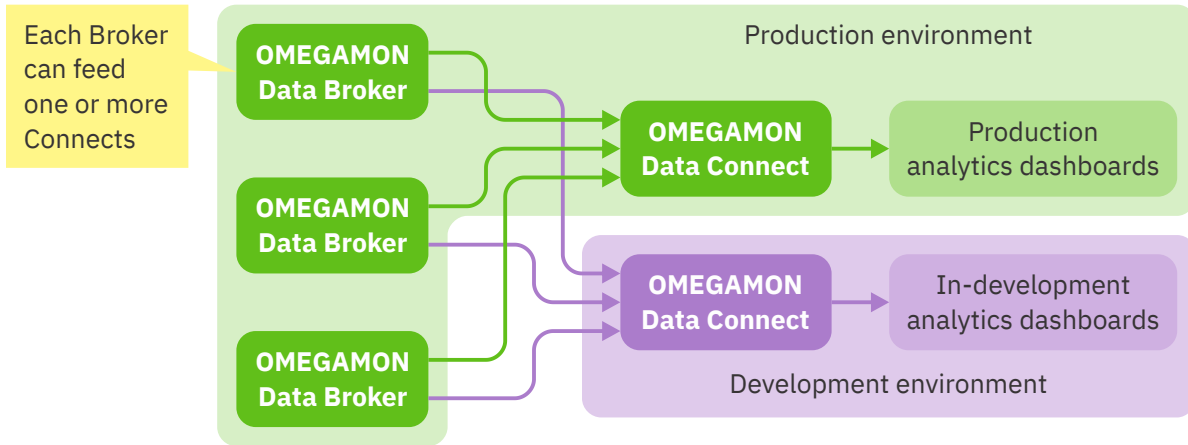 Each Broker
can feed
one or more
Connects
OMEGAMON
Data Broker
OMEGAMON
Data Broker
OMEGAMON
Data Broker
Production environment
OMEGAMON
Data Connect
Production
analytics dashboards
OMEGAMON
Data Connect
In-development
analytics dashboards
Development environment